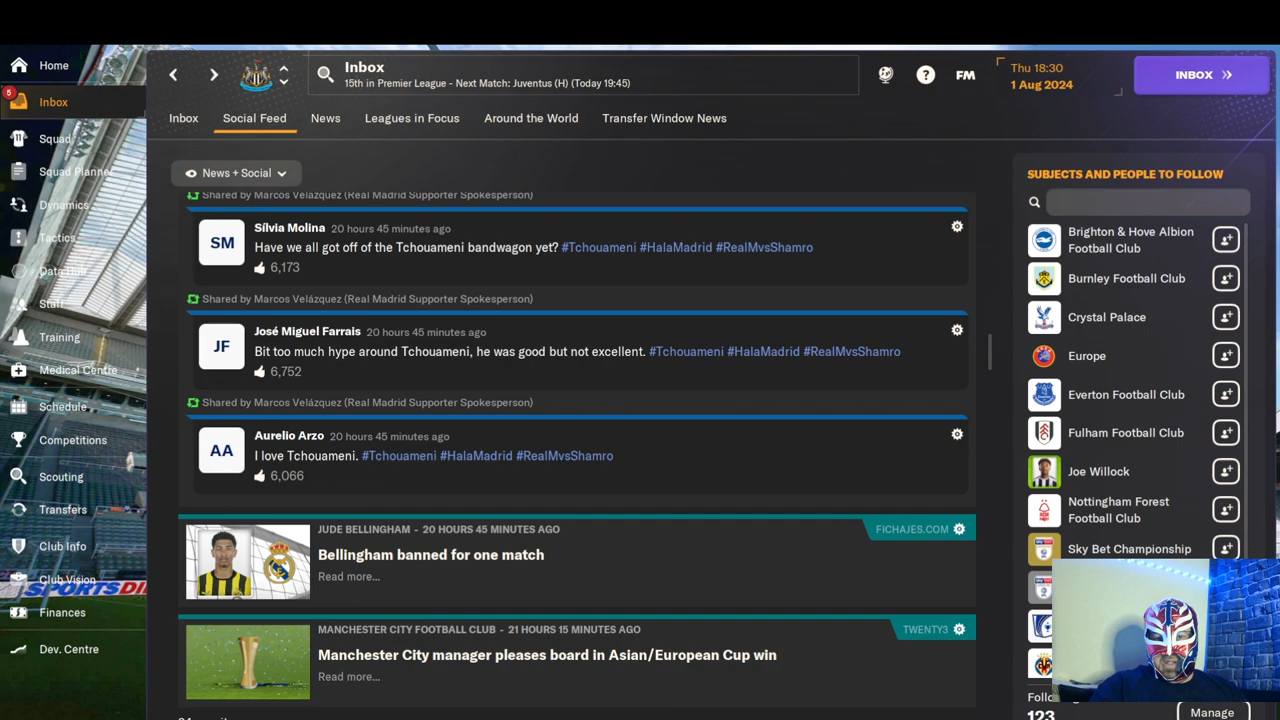 Home
Inbox
15th in Premier League - Next Match: Juventus (H) (Today 19:45)
FM
Thu 18:30
1 Aug 2024
INBOX
5
Inbox
Squad
Squad Planner
Dynamics
Tactics
Data Hub
Staff
Training
Medical Centre
Schedule
Competitions
Scouting
Transfers
Club Info
Club Vision
Finances
Dev. Centre
Inbox
Social Feed
News
Leagues in Focus
Around the World
Transfer Window News
News + Social
Shared by Marcos Velázquez (Real Madrid Supporter Spokesperson)
SM
Sílvia Molina 20 hours 45 minutes ago
Have we all got off of the Tchouameni bandwagon yet? #Tchouameni #HalaMadrid #RealMvsShamro
6,173
Shared by Marcos Velázquez (Real Madrid Supporter Spokesperson)
JF
José Miguel Farrais 20 hours 45 minutes ago
Bit too much hype around Tchouameni, he was good but not excellent. #Tchouameni #HalaMadrid #RealMvsShamro
6,752
Shared by Marcos Velázquez (Real Madrid Supporter Spokesperson)
AA
Aurelio Arzo 20 hours 45 minutes ago
I love Tchouameni. #Tchouameni #HalaMadrid #RealMvsShamro
6,066
JUDE BELLINGHAM - 20 HOURS 45 MINUTES AGO
FICHAJES.COM
Bellingham banned for one match
Read more...
MANCHESTER CITY FOOTBALL CLUB - 21 HOURS 15 MINUTES AGO
TWENTY3
Manchester City manager pleases board in Asian/European Cup win
Read more...
SUBJECTS AND PEOPLE TO FOLLOW
Brighton & Hove Albion
Football Club
Burnley Football Club
Crystal Palace
Europe
Everton Football Club
Fulham Football Club
Joe Willock
Nottingham Forest
Football Club
Sky Bet Championship
123
Manage